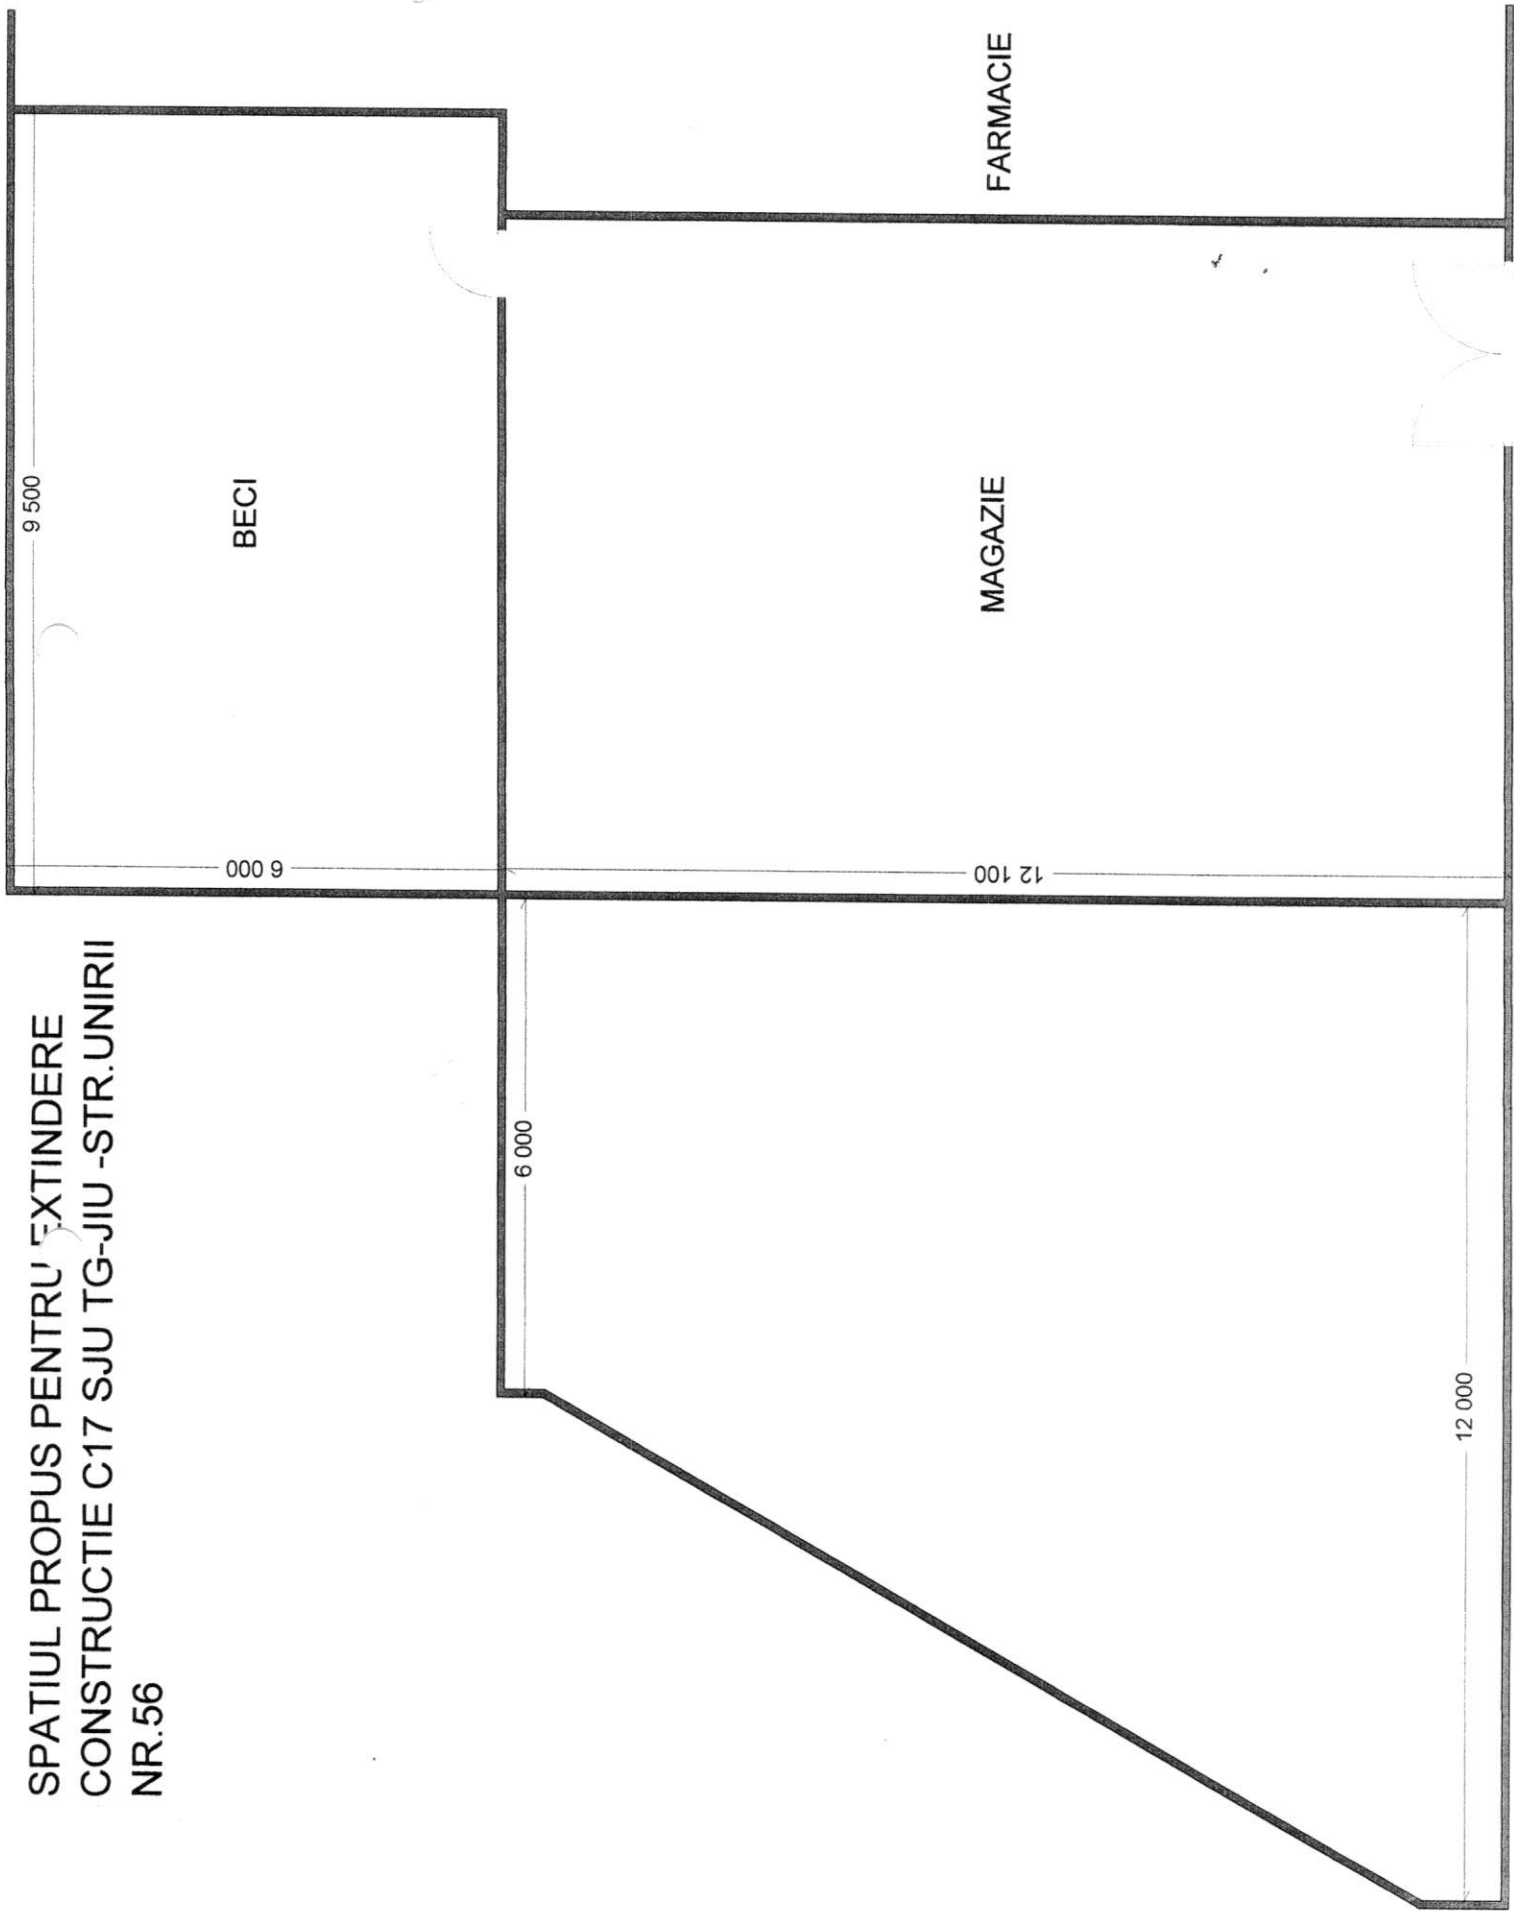 SPATIUL PROPUS PENTRU EXTINDERE
CONSTRUCTIE C17 SJU TG-JIU -STR.UNIRII
NR.56
9 500
BECI
6 000
FARMACIE
MAGAZIE
12 100
6 000
12 000